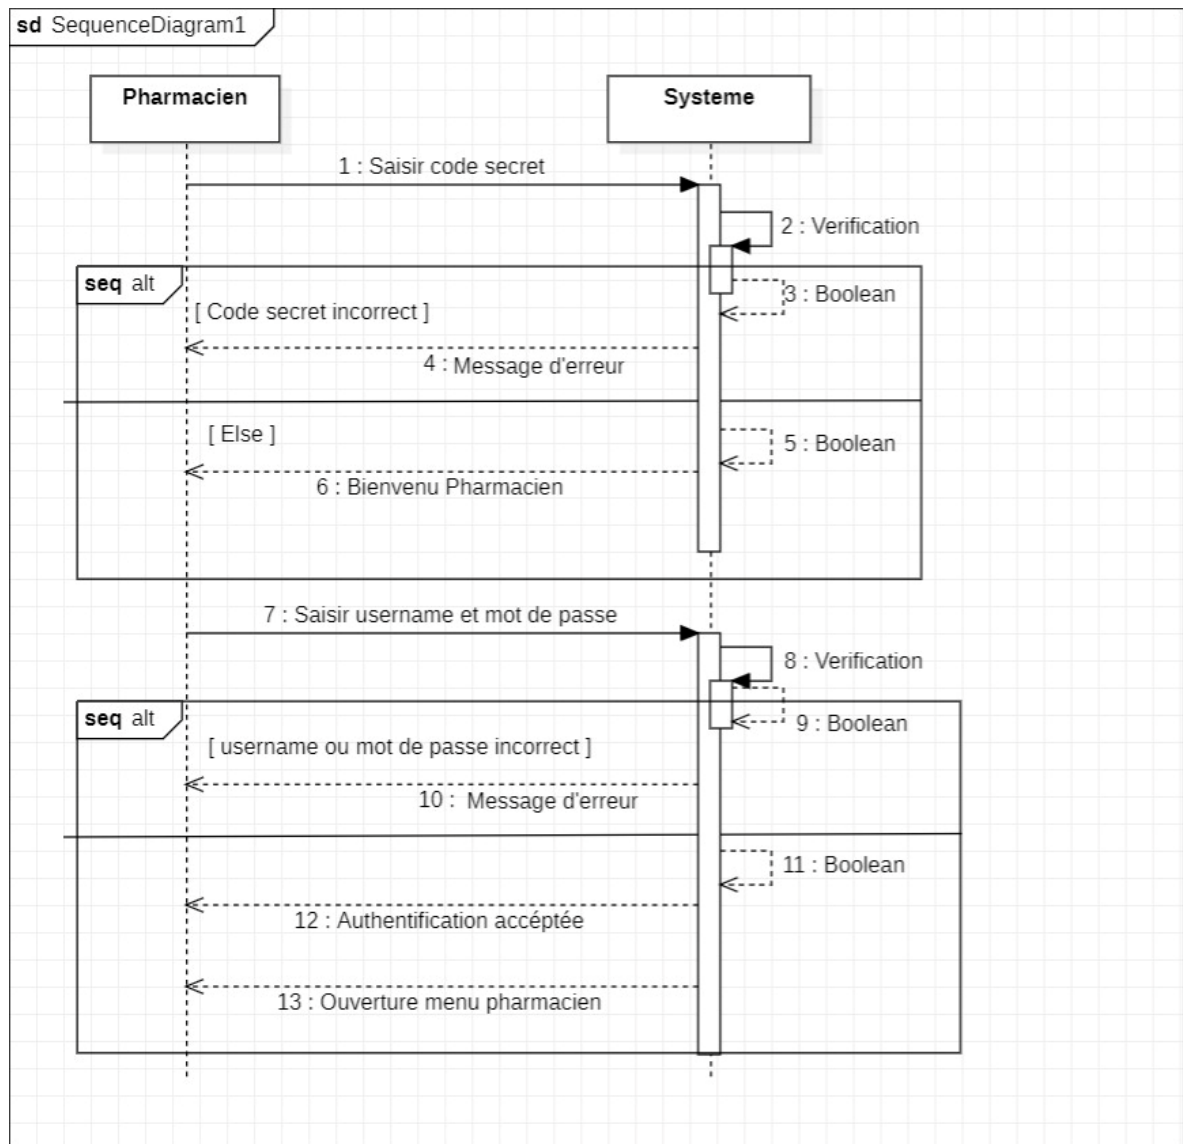 sd SequenceDiagram1
Pharmacien
Systeme
1 : Saisir code secret
2 : Verification
seq alt
3 : Boolean
[ Code secret incorrect ]
4 : Message d'erreur
[ Else ]
5 : Boolean
6 : Bienvenu Pharmacien
7 : Saisir username et mot de passe
8 : Verification
seq alt
9 : Boolean
[ username ou mot de passe incorrect ]
10 : Message d'erreur
11 : Boolean
12 : Authentification accéptée
13 : Ouverture menu pharmacien